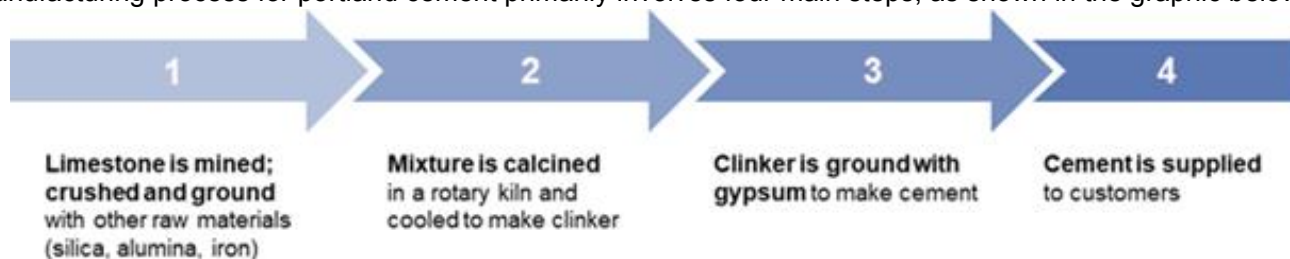 manufacturing process for portland cement primarily involves four main steps, as shown in the graphic below
1
2
3
4
Limestone is mined;
crushed and ground
with other raw materials
(silica, alumina, iron)
Mixture is calcined
in a rotary kiln and
cooled to make clinker
Clinker is ground with
gypsum to make cement
Cement is supplied
to customers